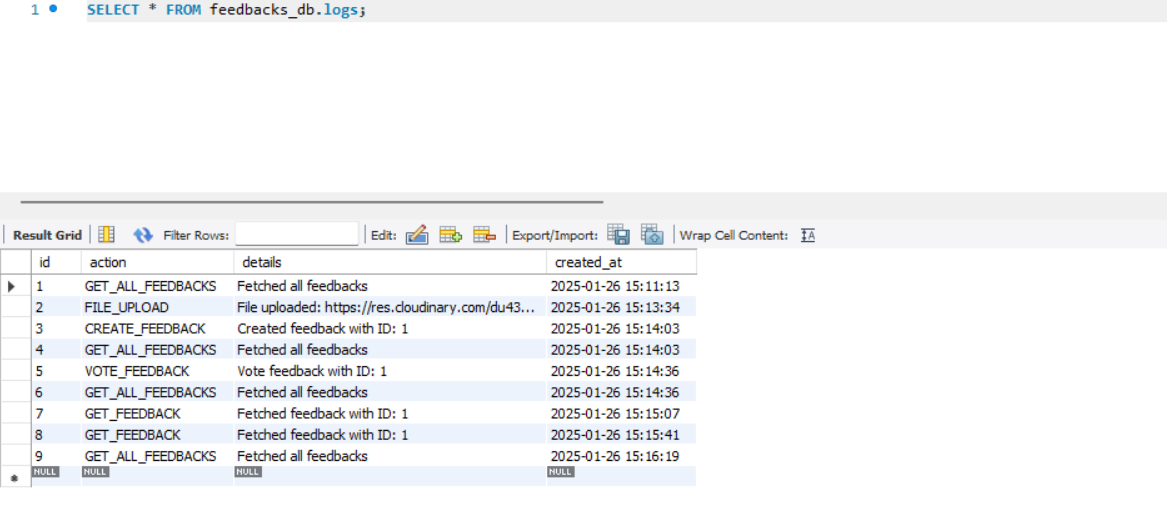 1 SELECT * FROM feedbacks_db.logs;
Result Grid Filter Rows: Edit: Export/Import: Wrap Cell Content: IA
id action details created_at
1 GET_ALL_FEEDBACKS Fetched all feedbacks 2025-01-26 15:11:13
2 FILE_UPLOAD File uploaded: https://res.cloudinary.com/du43... 2025-01-26 15:13:34
3 CREATE_FEEDBACK Created feedback with ID: 1 2025-01-26 15:14:03
4 GET_ALL_FEEDBACKS Fetched all feedbacks 2025-01-26 15:14:03
5 VOTE_FEEDBACK Vote feedback with ID: 1 2025-01-26 15:14:36
6 GET_ALL_FEEDBACKS Fetched all feedbacks 2025-01-26 15:14:36
7 GET_FEEDBACK Fetched feedback with ID: 1 2025-01-26 15:15:07
8 GET_FEEDBACK Fetched feedback with ID: 1 2025-01-26 15:15:41
9 GET_ALL_FEEDBACKS Fetched all feedbacks 2025-01-26 15:16:19
NULL NULL NULL NULL